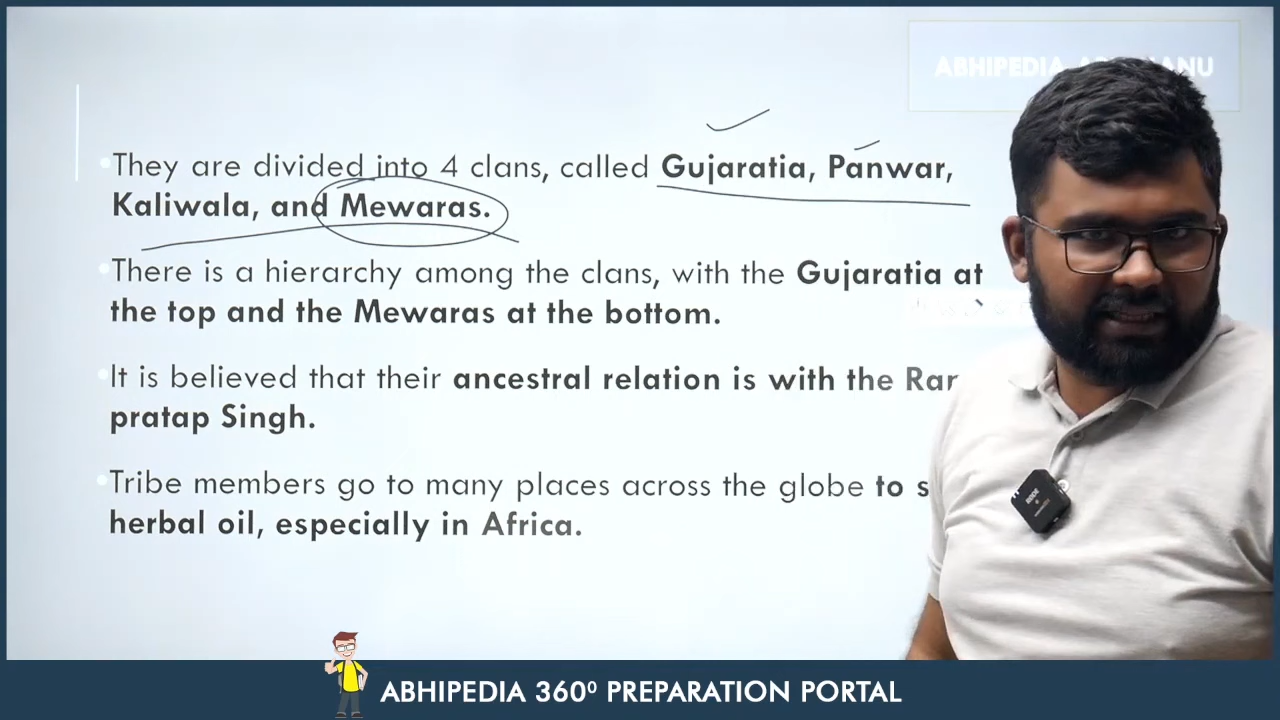 ABHIPEDIA
They are divided into 4 clans, called Gujaratia, Panwar,
Kaliwala, and Mewaras.
There is a hierarchy among the clans, with the Gujaratia at
the top and the Mewaras at the bottom.
It is believed that their ancestral relation is with the
pratap Singh.
Tribe members go to many places across the globe to
herbal oil, especially in Africa.
ABHIPEDIA 360⁰ PREPARATION PORTAL